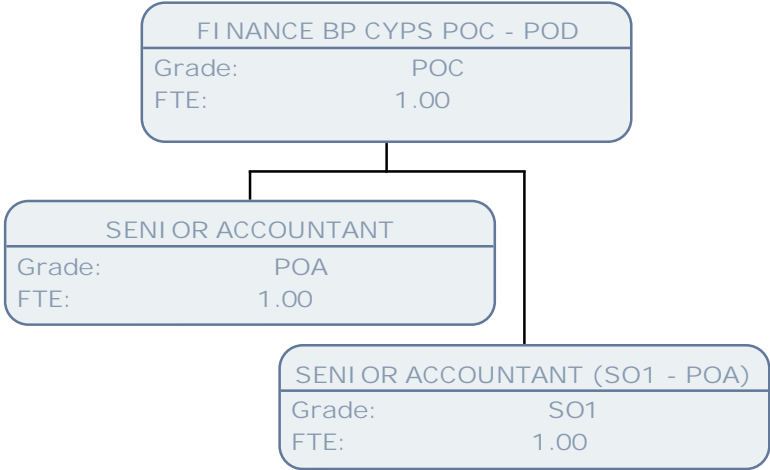 FINANCE BP CYPS POC - POD
Grade: POC
FTE: 1.00
SENIOR ACCOUNTANT
Grade: POA
FTE: 1.00
SENIOR ACCOUNTANT (SO1 - POA)
Grade: SO1
FTE: 1.00